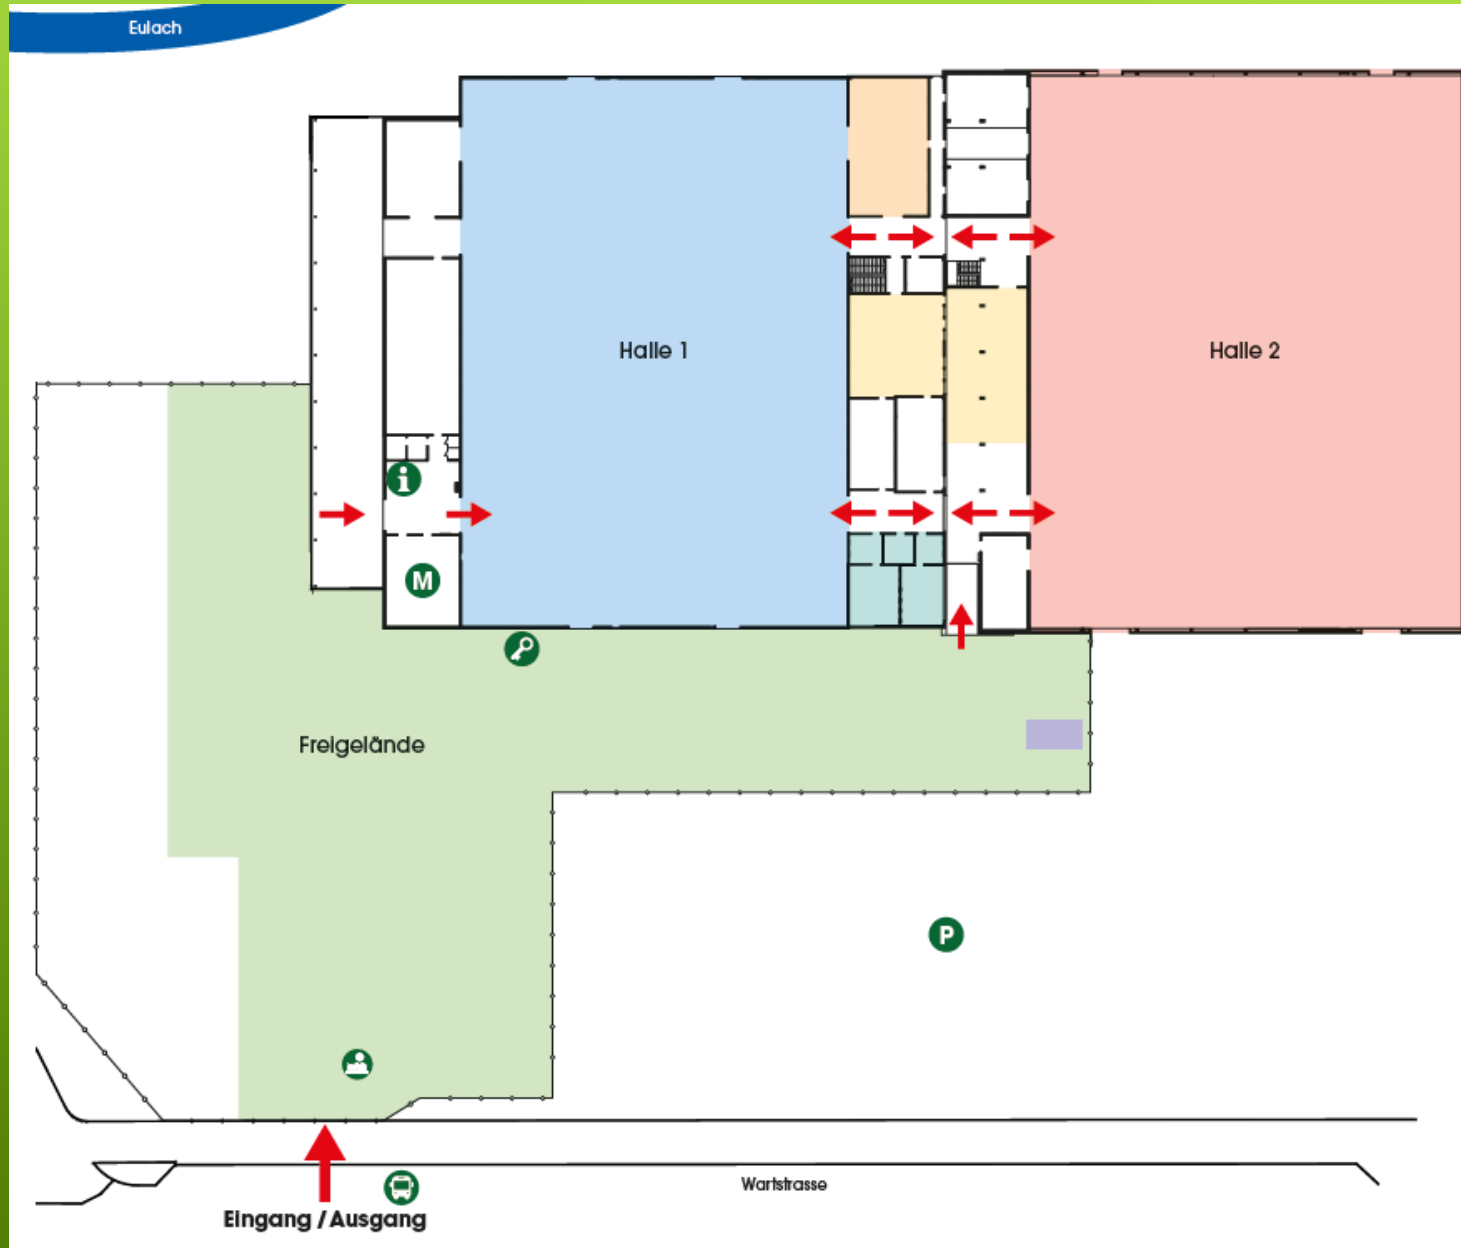 Eulach
Halle 1
Halle 2
i
M
Freigelände
P
Wartstrasse
Eingang / Ausgang